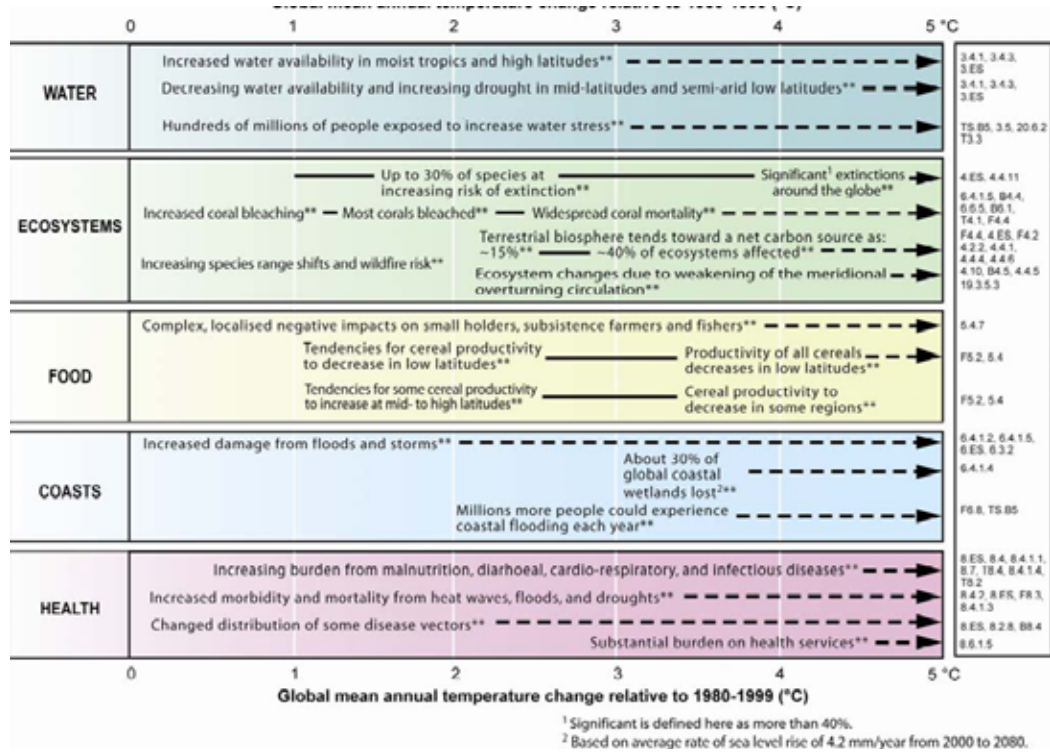 Global mean annual temperature change relative to 1980-1999 (°C)
0 1 2 3 4 5 °C
WATER
Increased water availability in moist tropics and high latitudes**
3.4.1, 3.4.3,
3.ES
Decreasing water availability and increasing drought in mid-latitudes and semi-arid low latitudes**
3.4.1, 3.4.3,
3.ES
Hundreds of millions of people exposed to increase water stress**
TS.B5, 3.5, 20.6.2
T3.3
ECOSYSTEMS
Up to 30% of species at
increasing risk of extinction**
Significant¹ extinctions
around the globe**
4.ES, 4.4.11
Increased coral bleaching** Most corals bleached** Widespread coral mortality**
6.4.1.5, B4.4,
6.6.5, B6.1,
T4.1, F4.4
Terrestrial biosphere tends toward a net carbon source as:
~15%** ~40% of ecosystems affected**
F4.4, 4.ES, F4.2
4.2.2, 4.4.1,
4.4.4, 4.4.6
Increasing species range shifts and wildfire risk**
Ecosystem changes due to weakening of the meridional
overturning circulation**
4.10, B4.5, 4.4.5
19.3.5.3
FOOD
Complex, localised negative impacts on small holders, subsistence farmers and fishers**
5.4.7
Tendencies for cereal productivity
to decrease in low latitudes**
Productivity of all cereals
decreases in low latitudes**
F5.2, 5.4
Tendencies for some cereal productivity
to increase at mid- to high latitudes**
Cereal productivity to
decrease in some regions**
F5.2, 5.4
COASTS
Increased damage from floods and storms**
6.4.1.2, 6.4.1.5,
6.ES. 6.3.2
About 30% of
global coastal
wetlands lost²**
6.4.1.4
Millions more people could experience
coastal flooding each year**
F6.8, TS.B5
HEALTH
Increasing burden from malnutrition, diarhoeal, cardio-respiratory, and infectious diseases**
8.ES, 8.4, 8.4.1.1,
8.7, T8.4, 8.4.1.4,
T8.2
Increased morbidity and mortality from heat waves, floods, and droughts**
8.4.2, 8.ES, F8.3,
8.4.1.3
Changed distribution of some disease vectors**
8.ES, 8.2.8, B8.4
Substantial burden on health services**
8.6.1.5
0 1 2 3 4 5 °C
Global mean annual temperature change relative to 1980-1999 (°C)
¹ Significant is defined here as more than 40%.
² Based on average rate of sea level rise of 4.2 mm/year from 2000 to 2080.